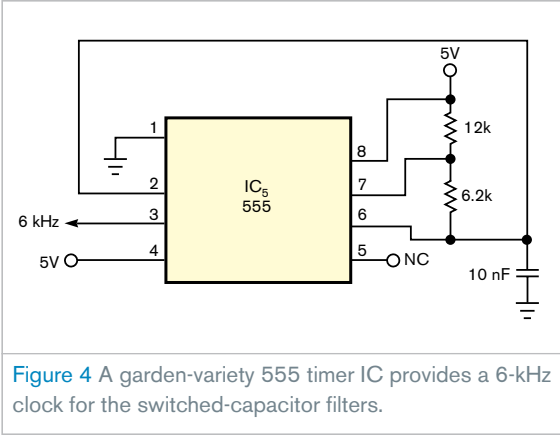 5V
12k
1
8
2
IC5
555
7
6.2k
6 kHz
3
6
5V
4
5
NC
10 nF
Figure 4 A garden-variety 555 timer IC provides a 6-kHz
clock for the switched-capacitor filters.